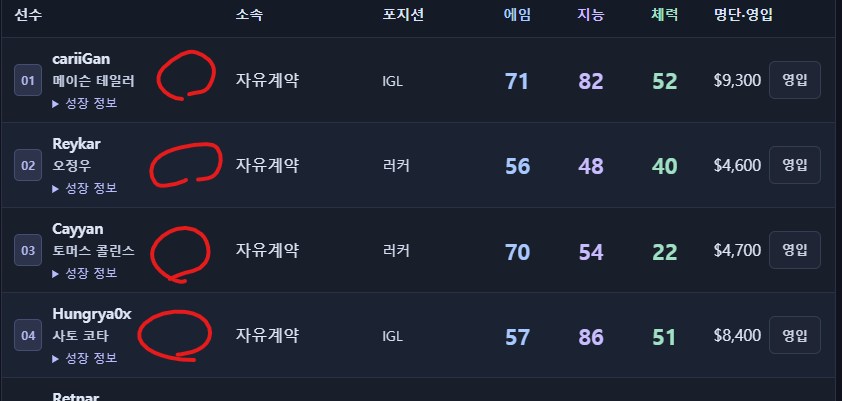 선수 소속 포지션 에임 지능 체력 명단·영입
01 cariiGan 메이슨 테일러 ▶ 성장 정보 자유계약 IGL 71 82 52 $9,300 영입
02 Reykar 오정우 ▶ 성장 정보 자유계약 러커 56 48 40 $4,600 영입
03 Cayyan 토머스 콜린스 ▶ 성장 정보 자유계약 러커 70 54 22 $4,700 영입
04 Hungrya0x 사토 코타 ▶ 성장 정보 자유계약 IGL 57 86 51 $8,400 영입
Retnar